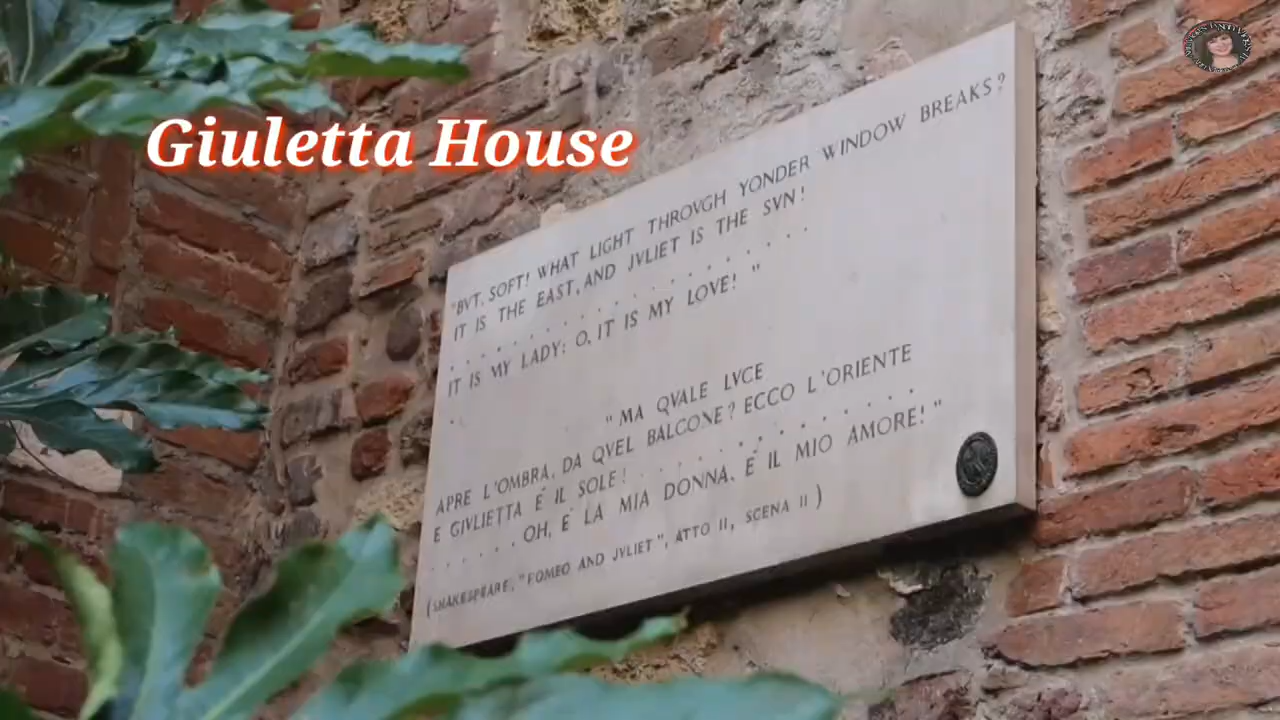 Giuletta House
"BVT, SOFT! WHAT LIGHT THROVGH YONDER WINDOW BREAKS?
IT IS THE EAST, AND JVLIET IS THE SVN!
. . . . . . . . . . . . . . . .
IT IS MY LADY; O, IT IS MY LOVE! "
"MA QVALE LVCE
APRE L'OMBRA, DA QVEL BALCONE? ECCO L'ORIENTE
E GIVLIETTA É IL SOLE! . . . . . . . . . . . .
. . . . . OH, É LA MIA DONNA, É IL MIO AMORE! "
(SHAKESPEARE, "ROMEO AND JVLIET", ATTO II, SCENA II)